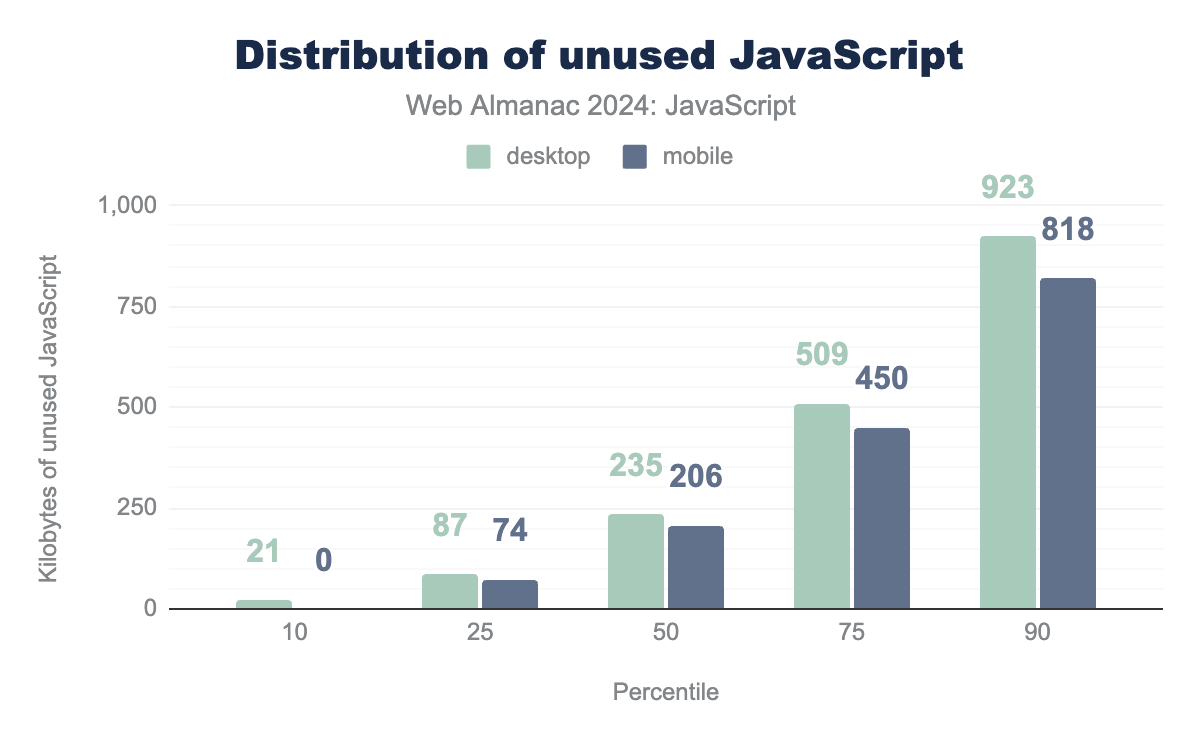 Distribution of unused JavaScript
Web Almanac 2024: JavaScript
desktop mobile
Kilobytes of unused JavaScript
1,000
750
500
250
0
21 0
87 74
235 206
509 450
923 818
10 25 50 75 90
Percentile